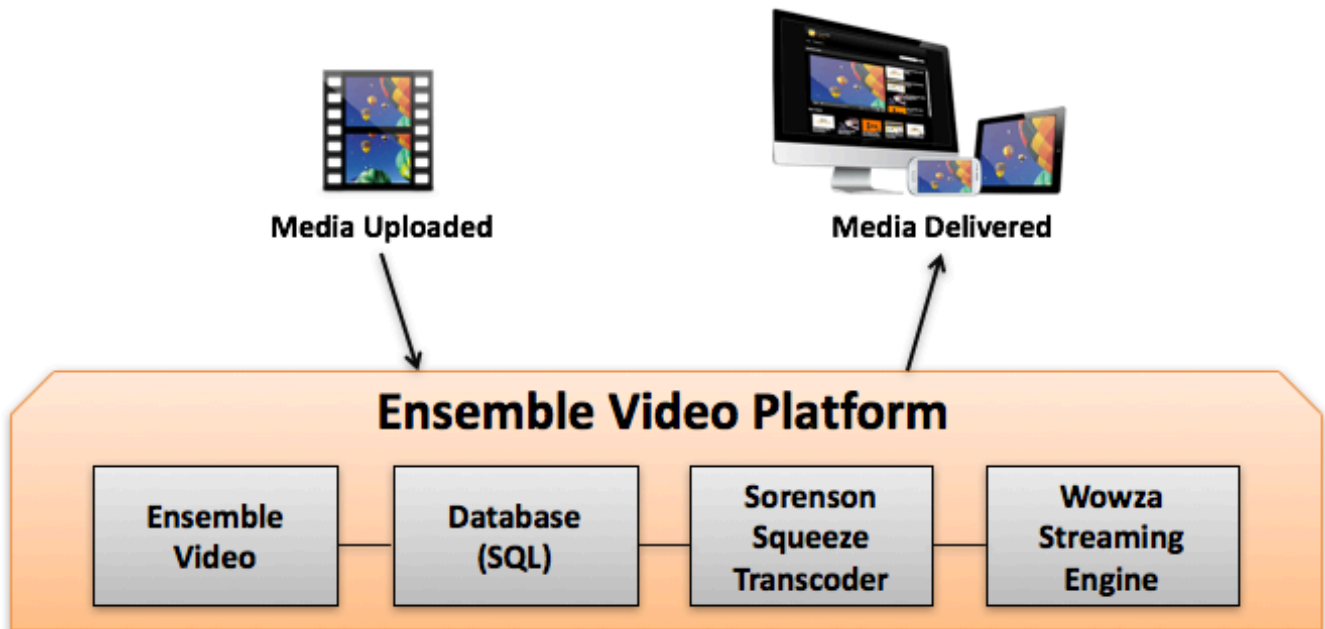 Media Uploaded
Media Delivered
Ensemble Video Platform
Ensemble
Video
Database
(SQL)
Sorenson
Squeeze
Transcoder
Wowza
Streaming
Engine